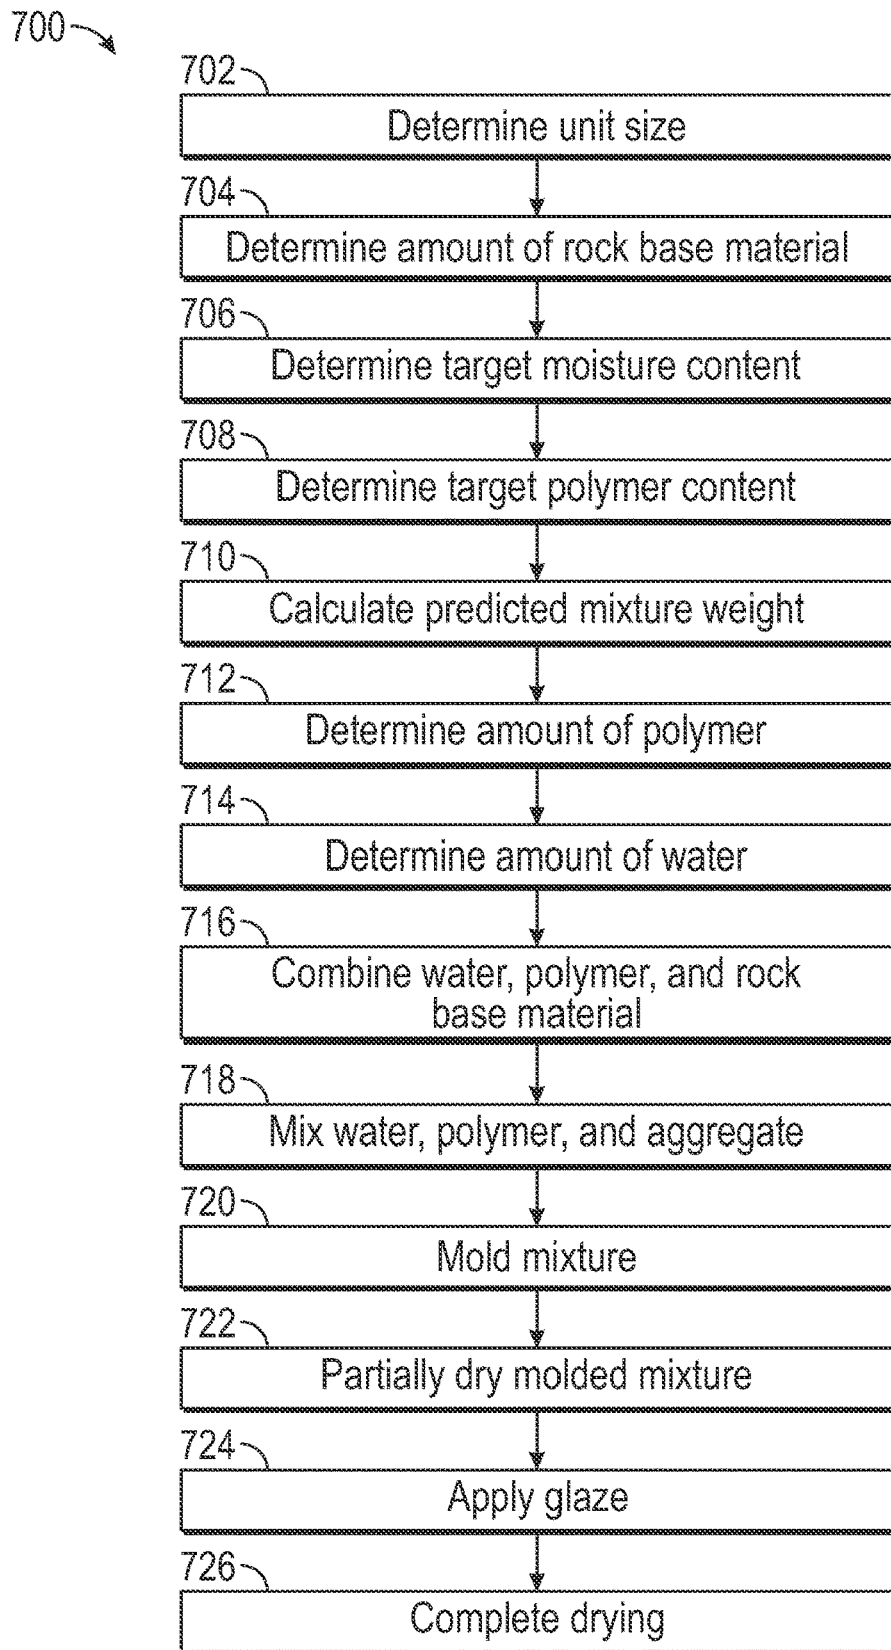 700
702
Determine unit size
704
Determine amount of rock base material
706
Determine target moisture content
708
Determine target polymer content
710
Calculate predicted mixture weight
712
Determine amount of polymer
714
Determine amount of water
716
Combine water, polymer, and rock
base material
718
Mix water, polymer, and aggregate
720
Mold mixture
722
Partially dry molded mixture
724
Apply glaze
726
Complete drying